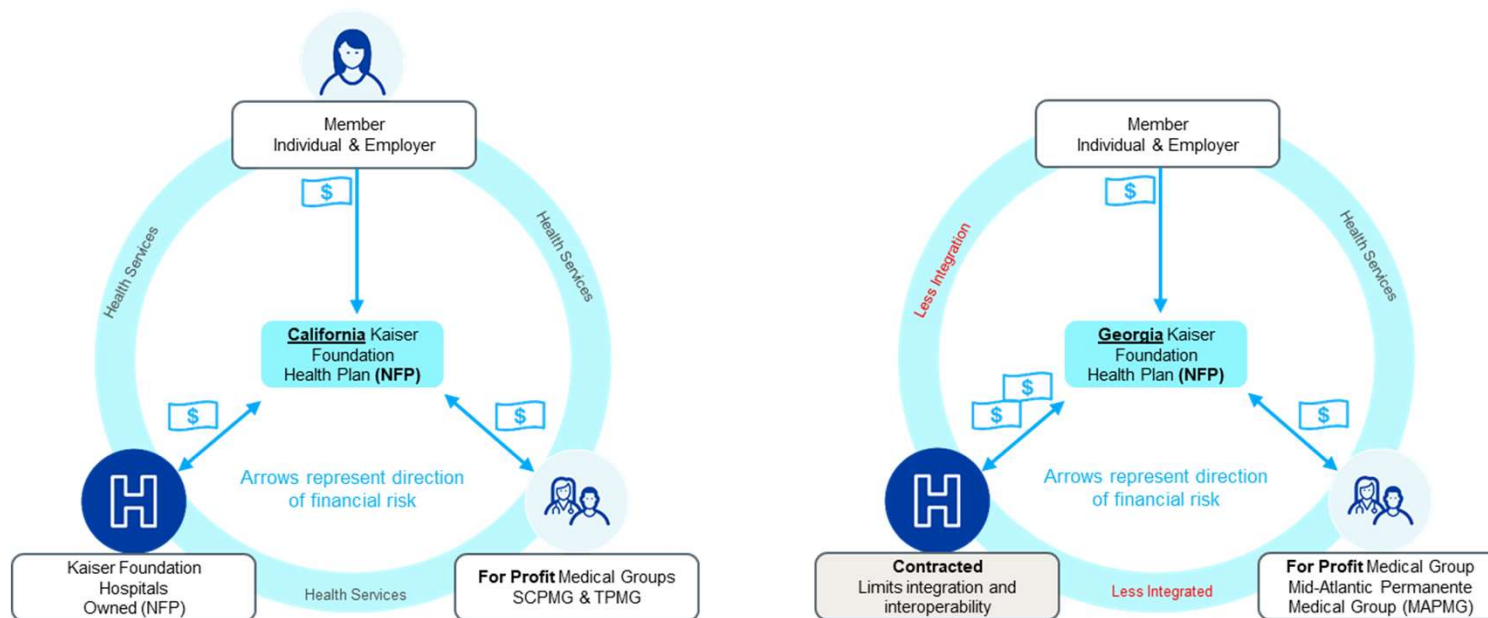 Member
Individual & Employer
$
Health Services
Health Services
California Kaiser
Foundation
Health Plan (NFP)
$
$
Arrows represent direction
of financial risk
H
Kaiser Foundation
Hospitals
Owned (NFP)
Health Services
For Profit Medical Groups
SCPMG & TPMG
Member
Individual & Employer
$
Less Integration
Health Services
Georgia Kaiser
Foundation
Health Plan (NFP)
$
$
$
Arrows represent direction
of financial risk
H
Contracted
Limits integration and
interoperability
Less Integrated
For Profit Medical Group
Mid-Atlantic Permanente
Medical Group (MAPMG)